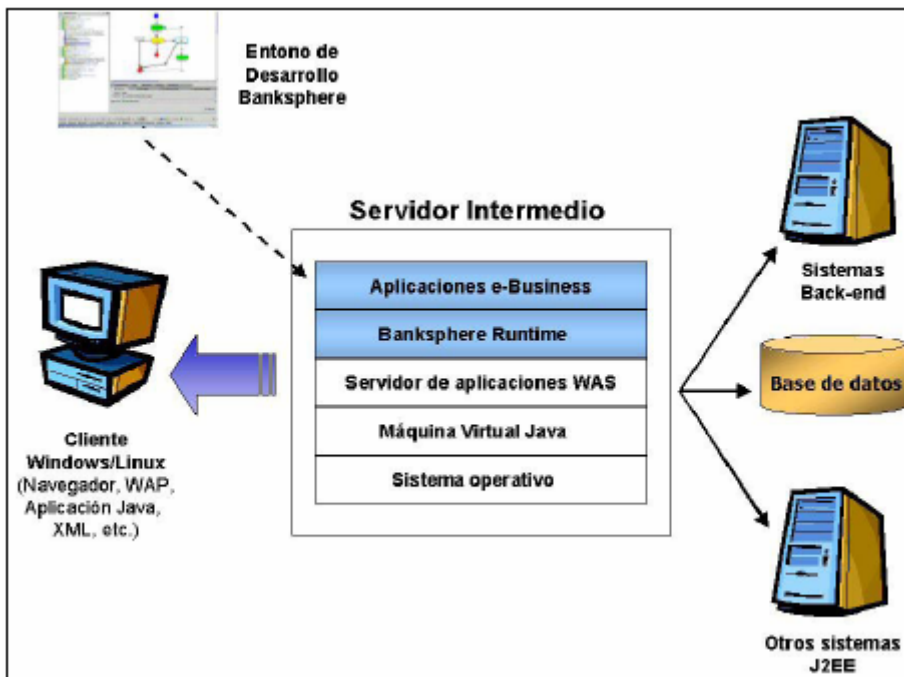 Entono de
Desarrollo
Banksphere
Servidor Intermedio
Aplicaciones e-Business
Banksphere Runtime
Servidor de aplicaciones WAS
Máquina Virtual Java
Sistema operativo
Cliente
Windows/Linux
(Navegador, WAP,
Aplicación Java,
XML, etc.)
Sistemas
Back-end
Base de datos
Otros sistemas
J2EE